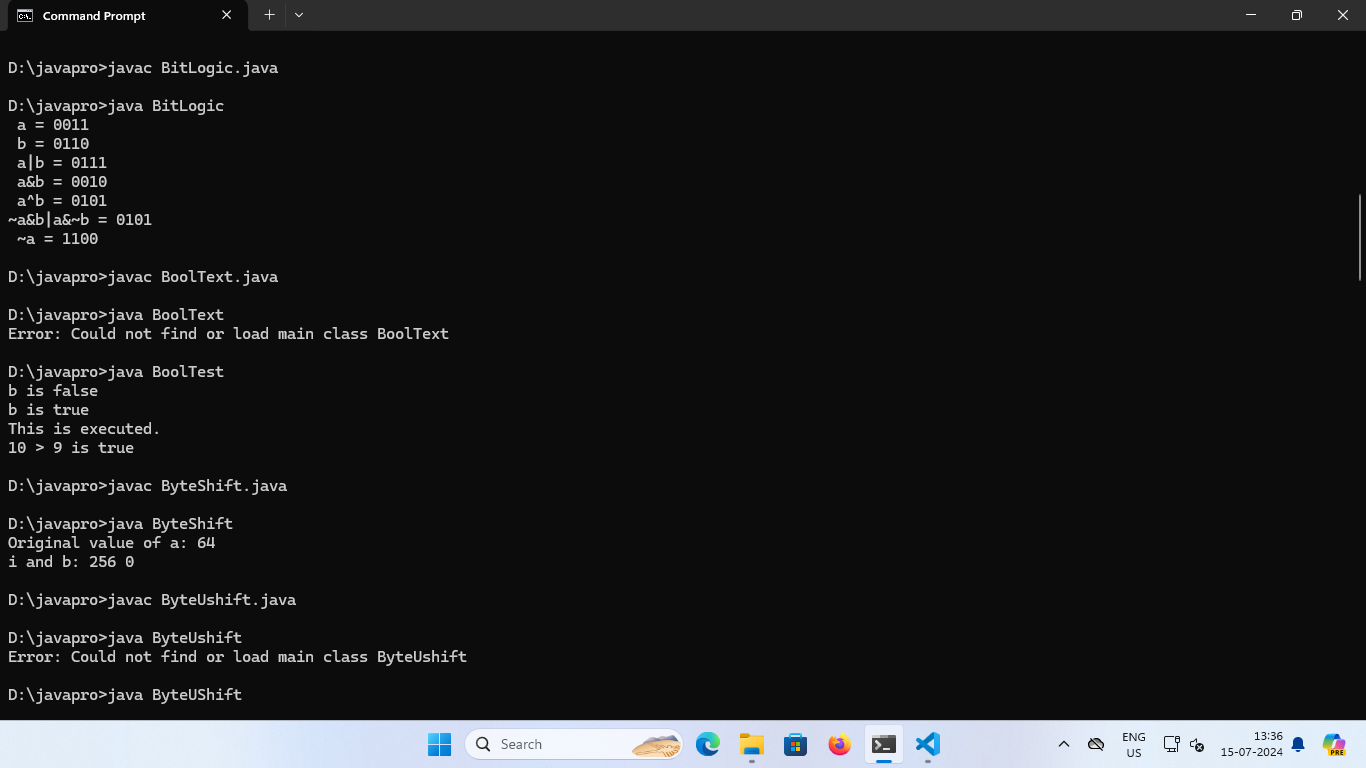 Command Prompt
D:\javapro>javac BitLogic.java
D:\javapro>java BitLogic
a = 0011
b = 0110
a|b = 0111
a&b = 0010
a^b = 0101
~a&b|a&~b = 0101
~a = 1100
D:\javapro>javac BoolText.java
D:\javapro>java BoolText
Error: Could not find or load main class BoolText
D:\javapro>java BoolTest
b is false
b is true
This is executed.
10 > 9 is true
D:\javapro>javac ByteShift.java
D:\javapro>java ByteShift
Original value of a: 64
i and b: 256 0
D:\javapro>javac ByteUshift.java
D:\javapro>java ByteUshift
Error: Could not find or load main class ByteUshift
D:\javapro>java ByteUShift
Search
ENG
US
13:36
15-07-2024
PRE